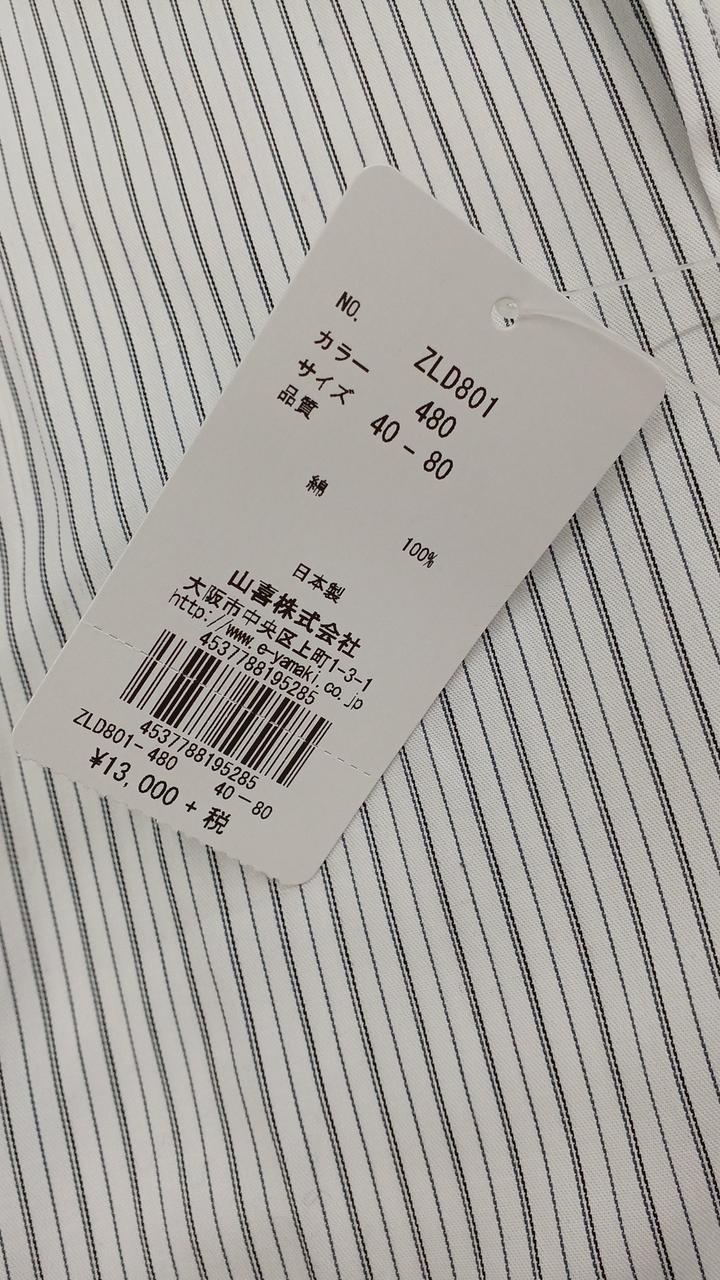 NO. ZLD801
カラー 480
サイズ 40-80
品質
綿 100%
日本製
山喜株式会社
大阪市中央区上町1-3-1
http://www.e-yamaki.co.jp
4537788195285
4537788195285
ZLD801-480 40-80
¥13,000+税